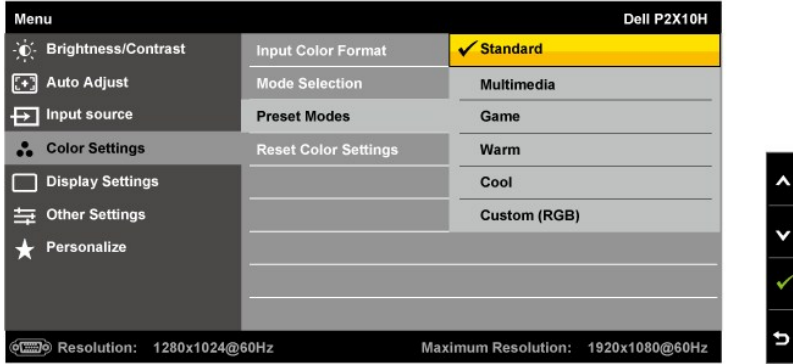 Menu Dell P2X10H
Brightness/Contrast Input Color Format Standard
Auto Adjust Mode Selection Multimedia
Input source Preset Modes Game
Color Settings Reset Color Settings Warm
Display Settings Cool
Other Settings Custom (RGB)
Personalize
Resolution: 1280x1024@60Hz Maximum Resolution: 1920x1080@60Hz